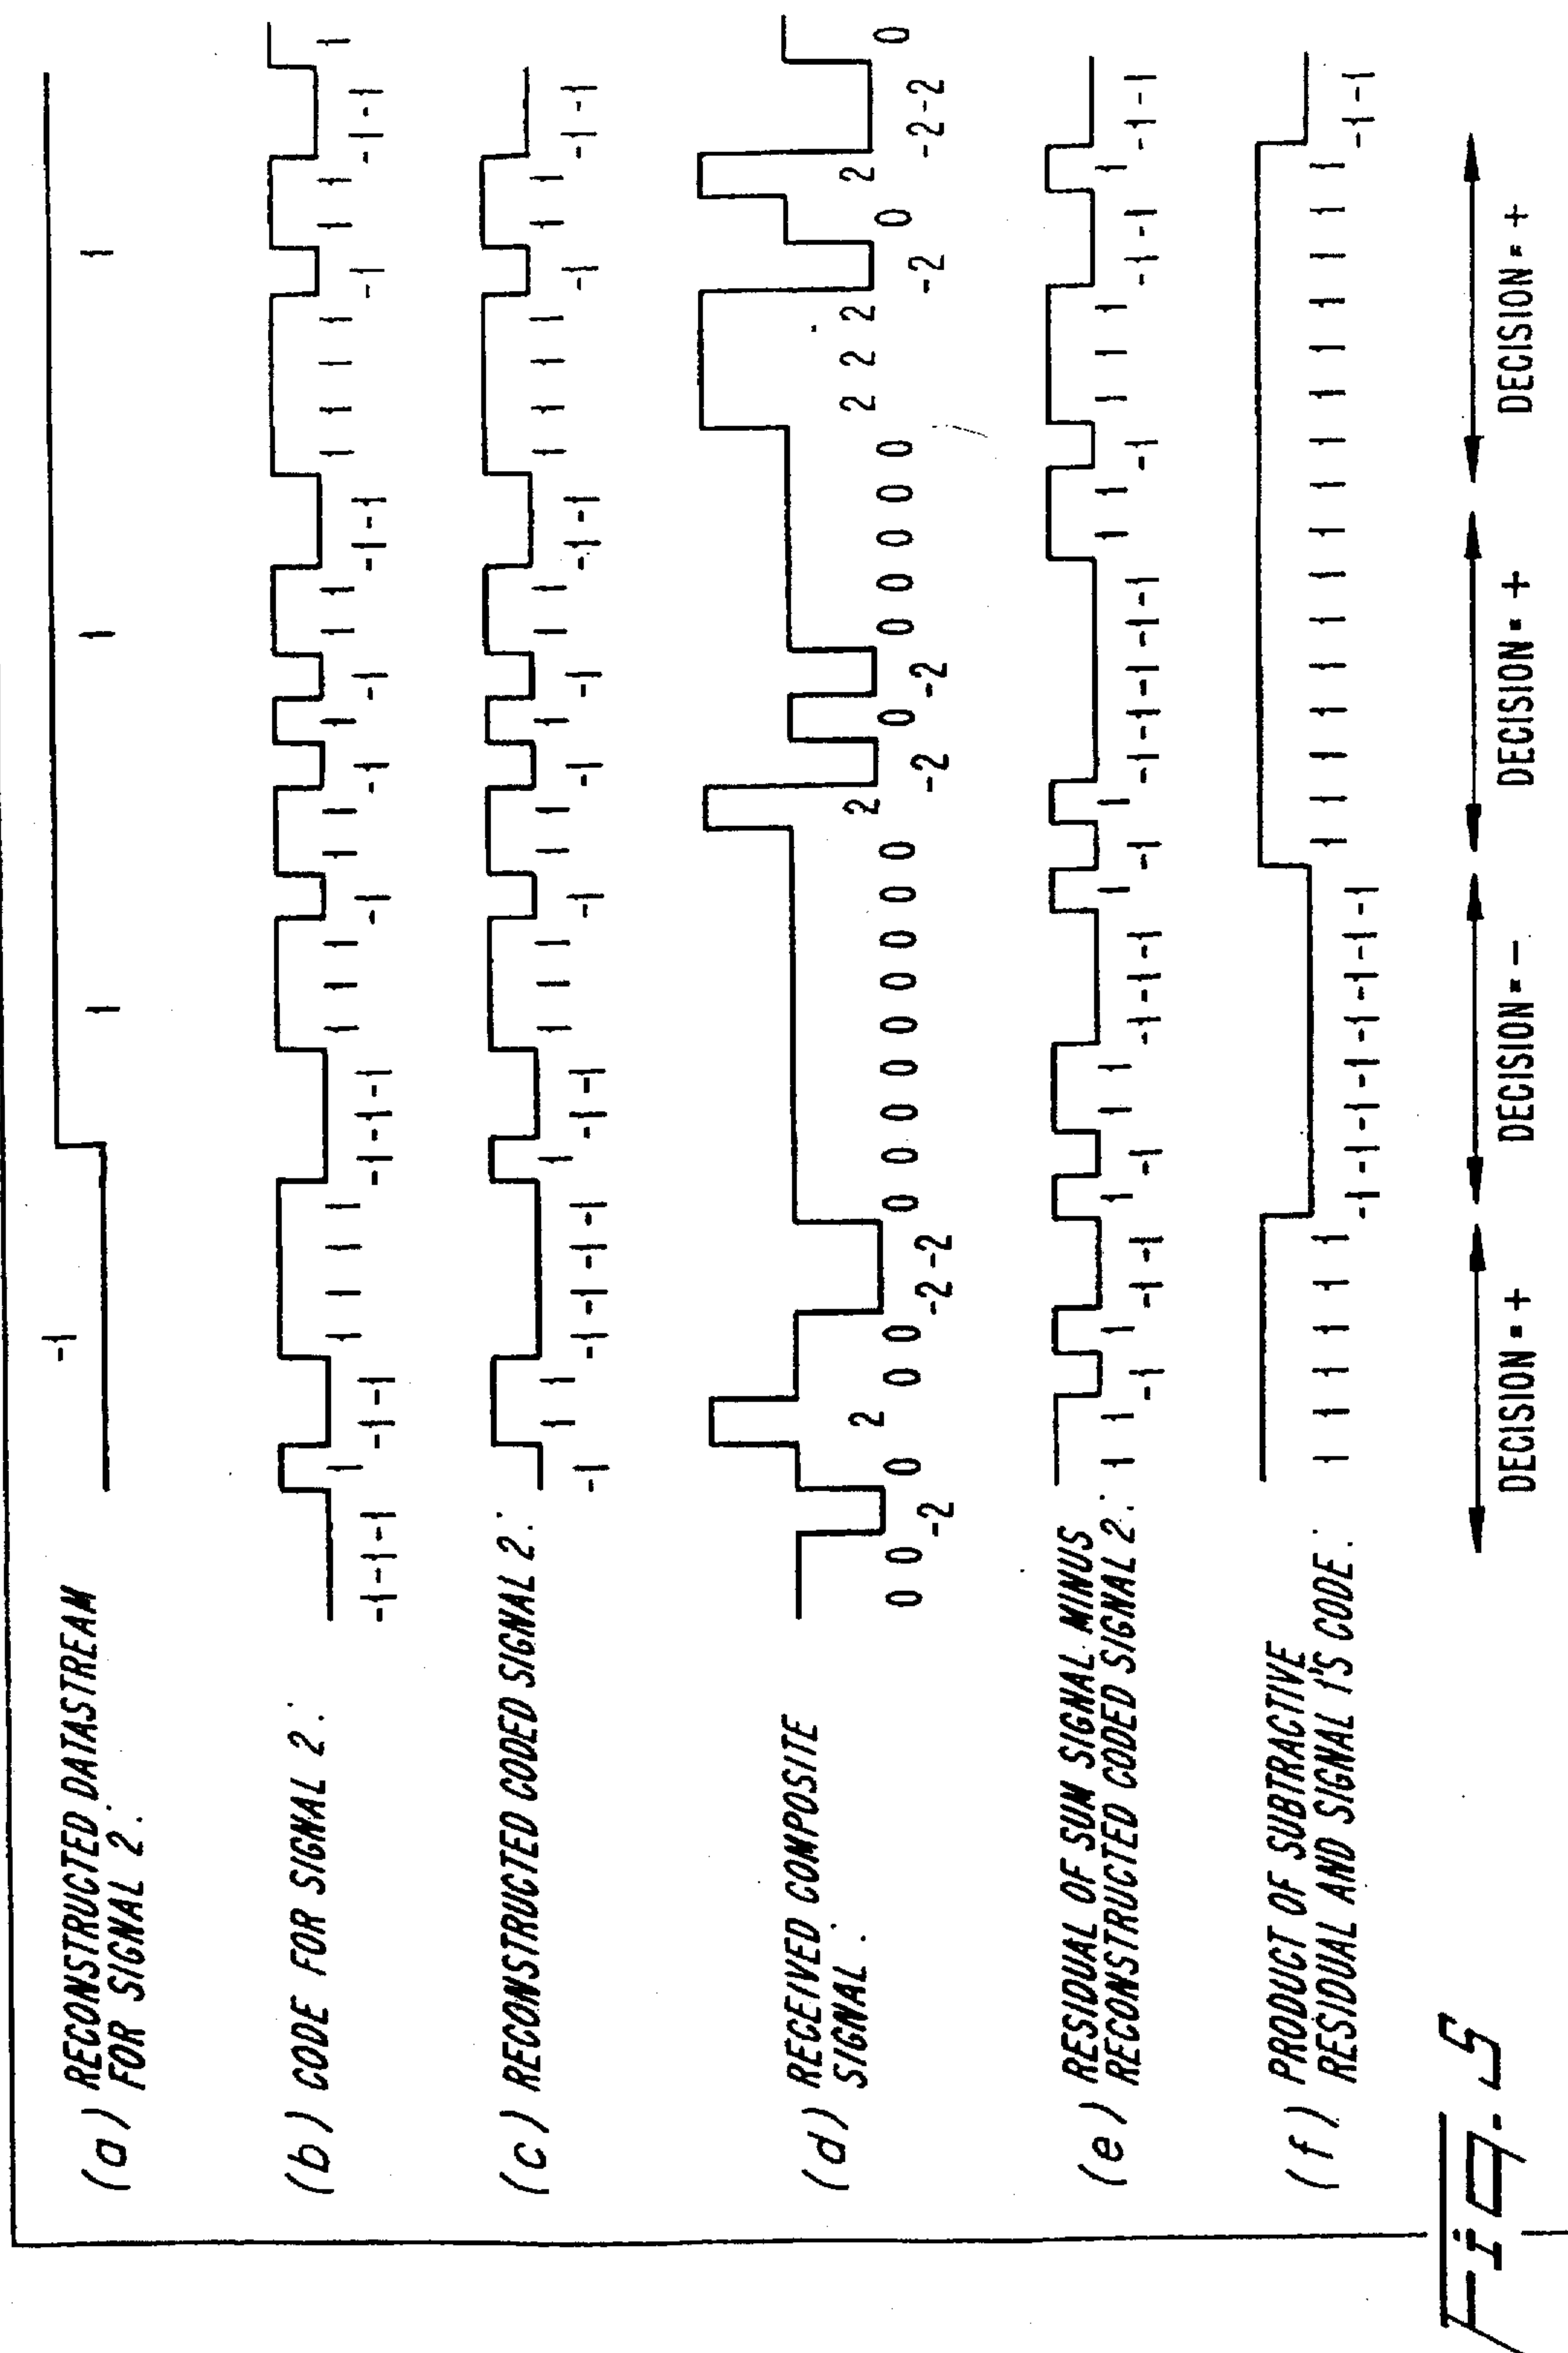 (a) RECONSTRUCTED DATASTREAM
FOR SIGNAL 2.
-1 1 1 1
(b) CODE FOR SIGNAL 2.
-1-1-1 1 -1-1 1 1 1 1 -1-1-1 1 1 1 -1 1 1 -1 1 -1 1 1 -1-1 1 1 1 1 -1 1 1 -1-1 1
(c) RECONSTRUCTED CODED SIGNAL 2.
-1 1 1 -1-1-1-1 1 -1-1 1 1 1 -1 1 1 -1 1 -1 1 1 -1-1 1 1 1 1 -1 1 1 -1-1
(d) RECEIVED COMPOSITE
SIGNAL.
0 0 -2 0 2 0 0 -2-2 0 0 0 0 0 0 0 0 0 2 -2 0 -2 0 0 0 0 0 2 2 2 -2 0 2 -2-2 0
(e) RESIDUAL OF SUM SIGNAL MINUS
RECONSTRUCTED CODED SIGNAL 2.
1 1 -1 1 -1-1 1 -1 1 1 -1-1-1 1 -1 1 -1-1-1-1-1 1 1 -1 1 1 1 -1-1 1 -1-1
(f) PRODUCT OF SUBTRACTIVE
RESIDUAL AND SIGNAL 1'S CODE.
1 1 1 1 1 1 -1-1-1-1-1-1-1-1 1 1 1 1 1 1 1 1 1 1 1 1 1 1 1 1 -1-1
DECISION = + DECISION = - DECISION = + DECISION = +
Fig. 5